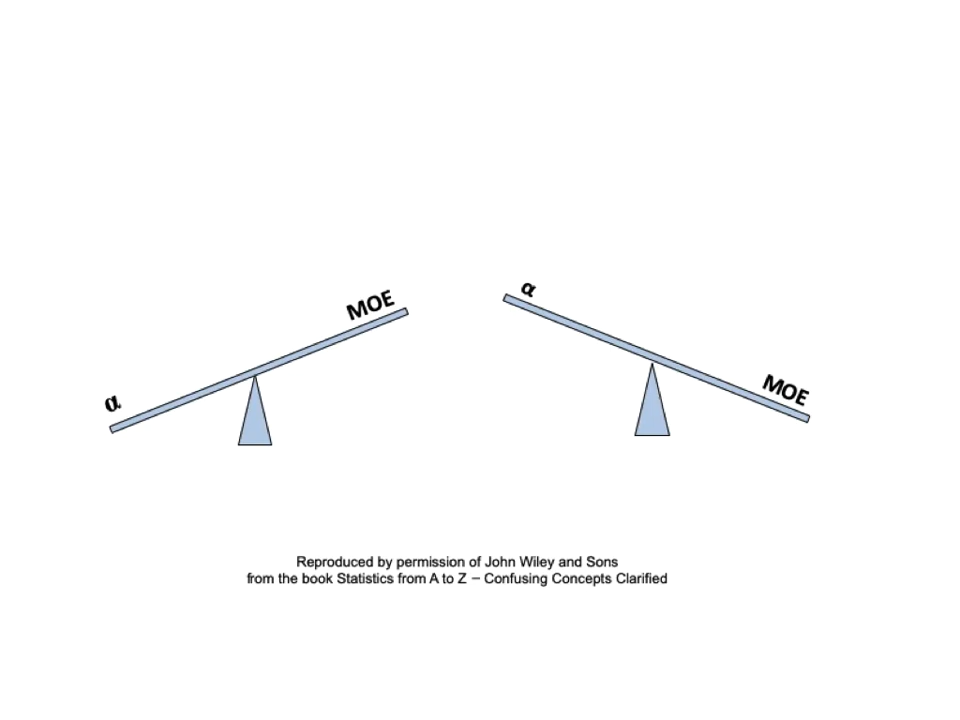 α
MOE
α
MOE
Reproduced by permission of John Wiley and Sons
from the book Statistics from A to Z – Confusing Concepts Clarified